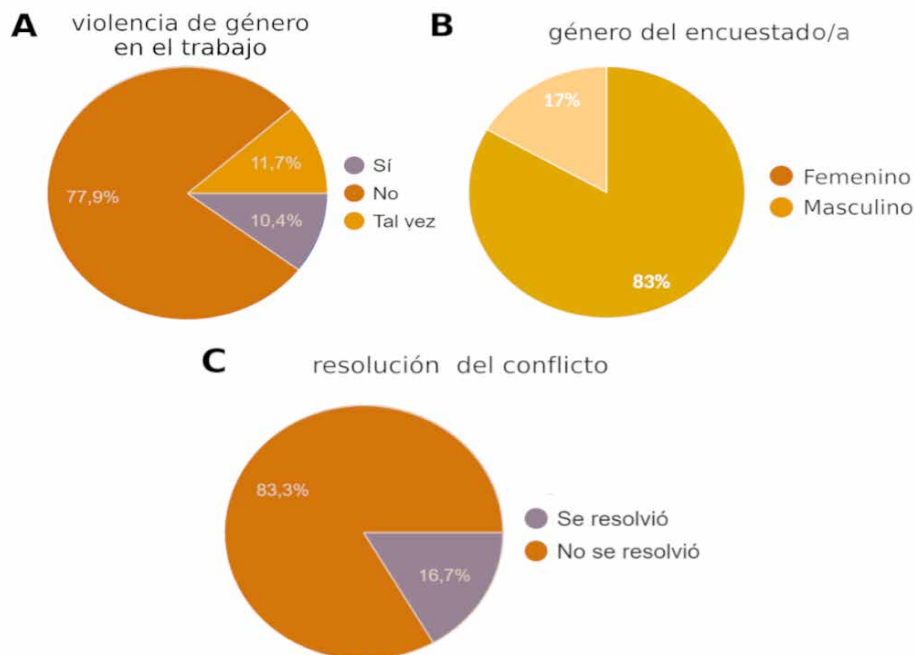 A
violencia de género
en el trabajo
77,9%
11,7%
10,4%
Sí
No
Tal vez
B
género del encuestado/a
17%
83%
Femenino
Masculino
C
resolución del conflicto
83,3%
16,7%
Se resolvió
No se resolvió